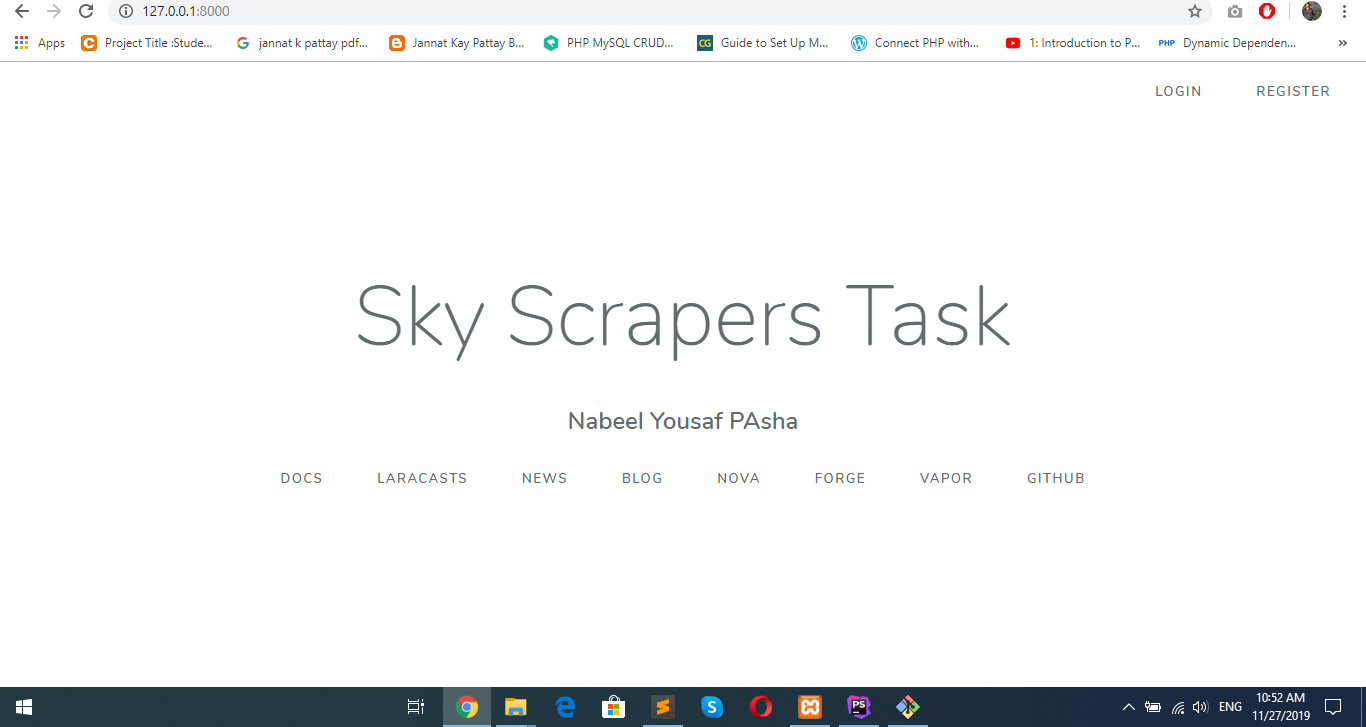 127.0.0.1:8000
Apps
Project Title :Stude...
jannat k pattay pdf...
Jannat Kay Pattay B...
PHP MySQL CRUD...
CG
Guide to Set Up M...
Connect PHP with...
1: Introduction to P...
PHP
Dynamic Dependen...
LOGIN
REGISTER
Sky Scrapers Task
Nabeel Yousaf PAsha
DOCS
LARACASTS
NEWS
BLOG
NOVA
FORGE
VAPOR
GITHUB
PS
ENG
10:52 AM
11/27/2019